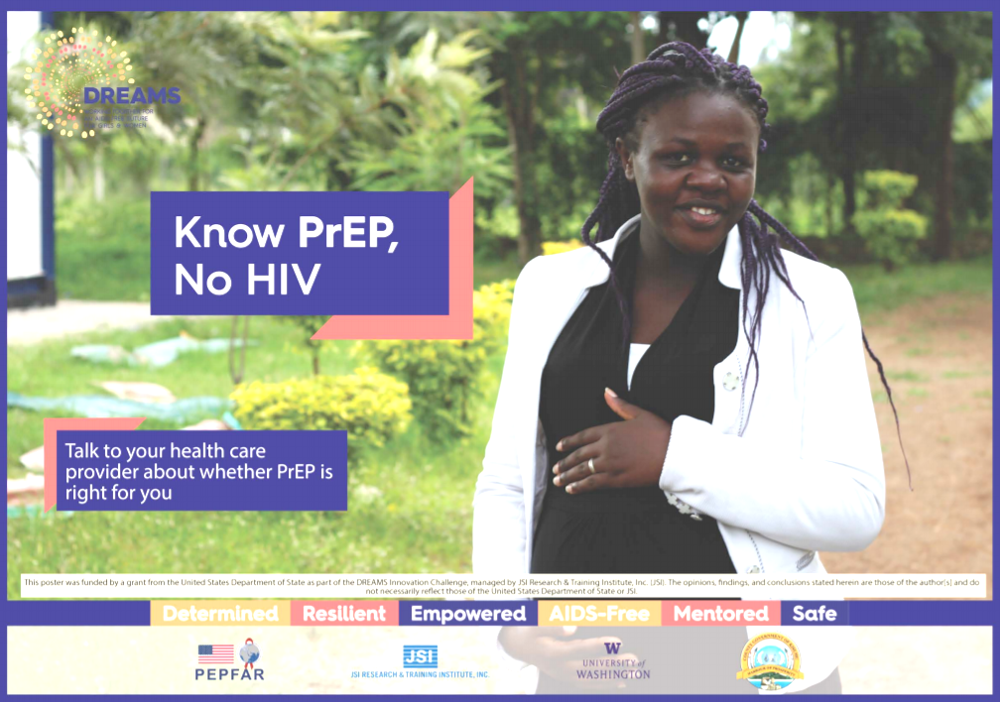 DREAMS
Know PrEP,
No HIV
Talk to your health care
provider about whether PrEP is
right for you
This poster was funded by a grant from the United States Department of State as part of the DREAMS Innovation Challenge, managed by JSI Research & Training Institute, Inc. (JSI). The opinions, findings, and conclusions stated herein are those of the author[s] and do
not necessarily reflect those of the United States Department of State or JSI.
Determined Resilient Empowered AIDS-Free Mentored Safe
PEPFAR
JSI
JSI RESEARCH & TRAINING INSTITUTE, INC.
W
UNIVERSITY of
WASHINGTON